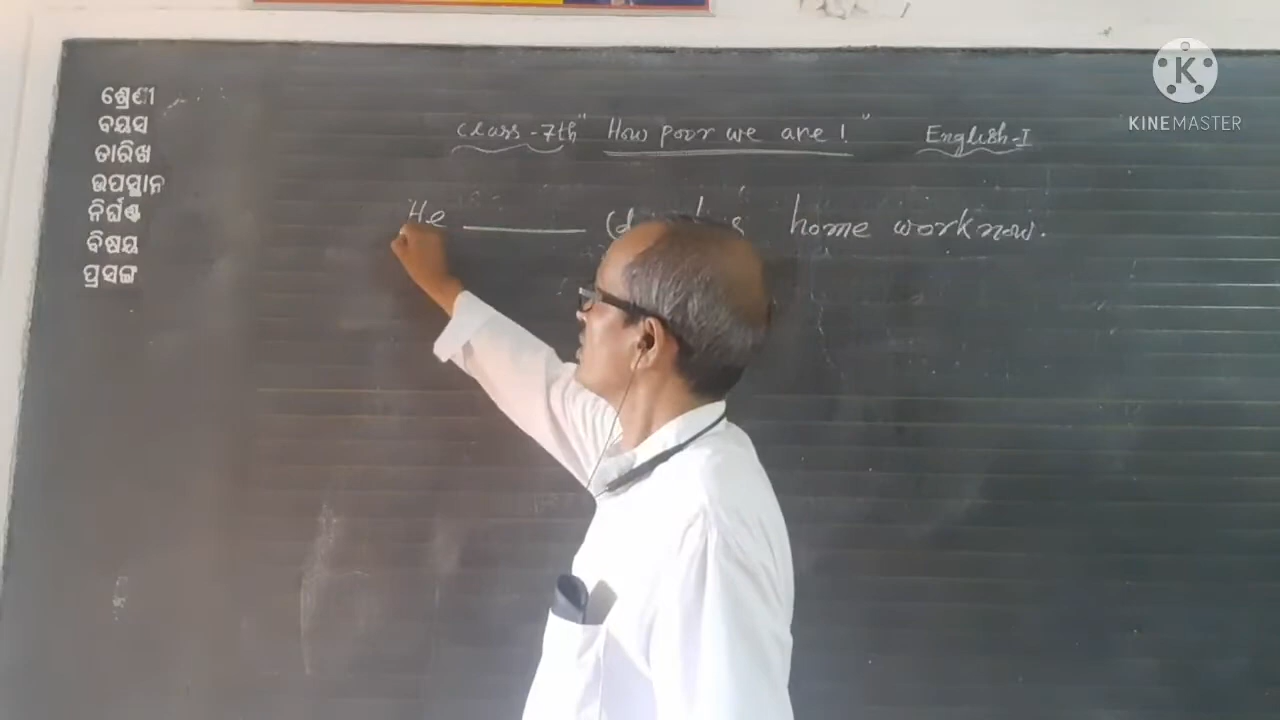 ଶ୍ରେଣୀ
ବୟସ
ତାରିଖ
ଉପସ୍ଥାନ
ନିର୍ଘଣ୍ଟ
ବିଷୟ
ପ୍ରସଙ୍ଗ
Class-7th "How poor we are!" English-I
He ______ home work now.
KINEMASTER